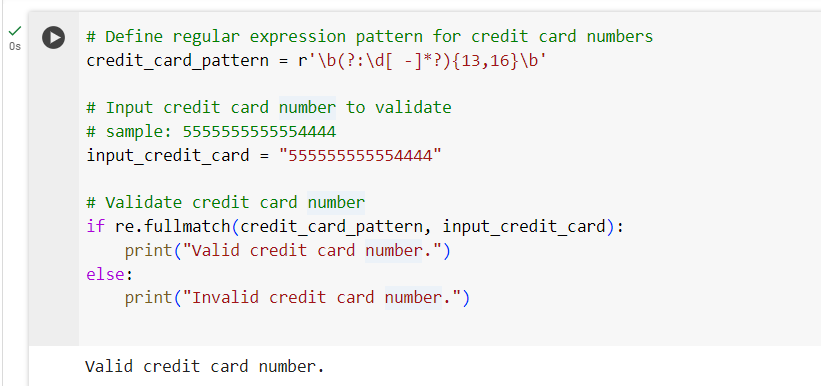 0s
# Define regular expression pattern for credit card numbers
credit_card_pattern = r'\b(?:\d[ -]*?){13,16}\b'
# Input credit card number to validate
# sample: 5555555555554444
input_credit_card = "555555555554444"
# Validate credit card number
if re.fullmatch(credit_card_pattern, input_credit_card):
    print("Valid credit card number.")
else:
    print("Invalid credit card number.")
Valid credit card number.